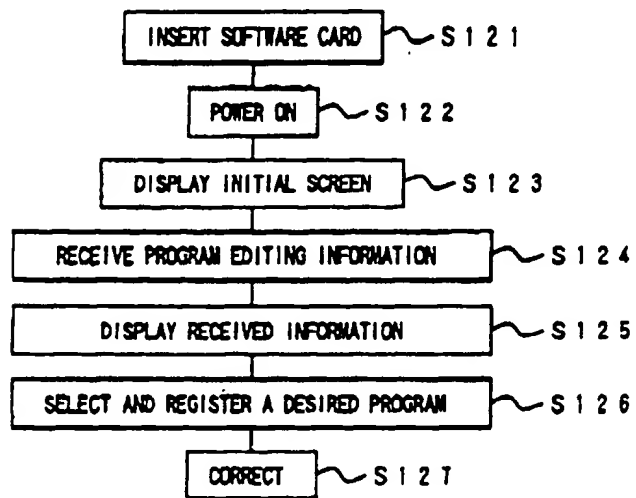 INSERT SOFTWARE CARD S121
POWER ON S122
DISPLAY INITIAL SCREEN S123
RECEIVE PROGRAM EDITING INFORMATION S124
DISPLAY RECEIVED INFORMATION S125
SELECT AND REGISTER A DESIRED PROGRAM S126
CORRECT S127